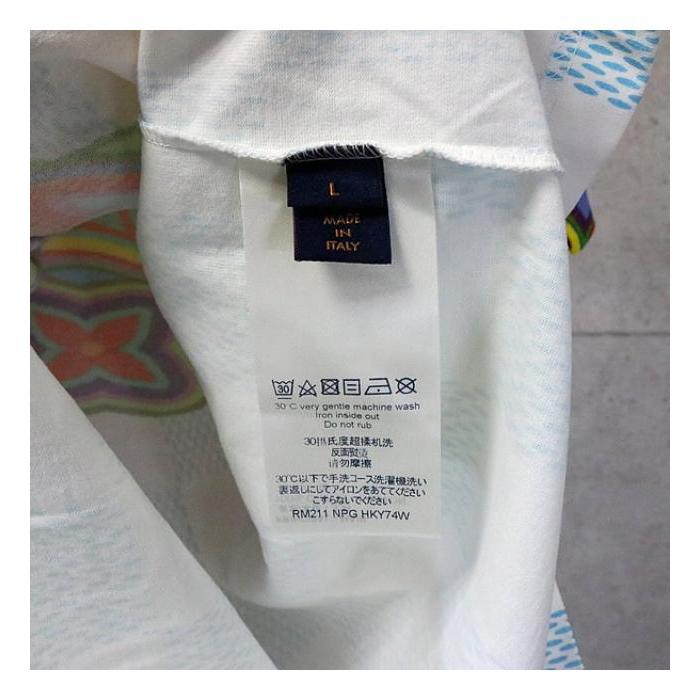 L
MADE
IN
ITALY
30
30°C very gentle machine wash
Iron inside out
Do not rub
30摄氏度超揉机洗
反面熨烫
请勿摩擦
30℃以下で手洗コース洗濯機洗い
裏返しにしてアイロンをあててください
こすらないでください
RM211 NPG HKY74W